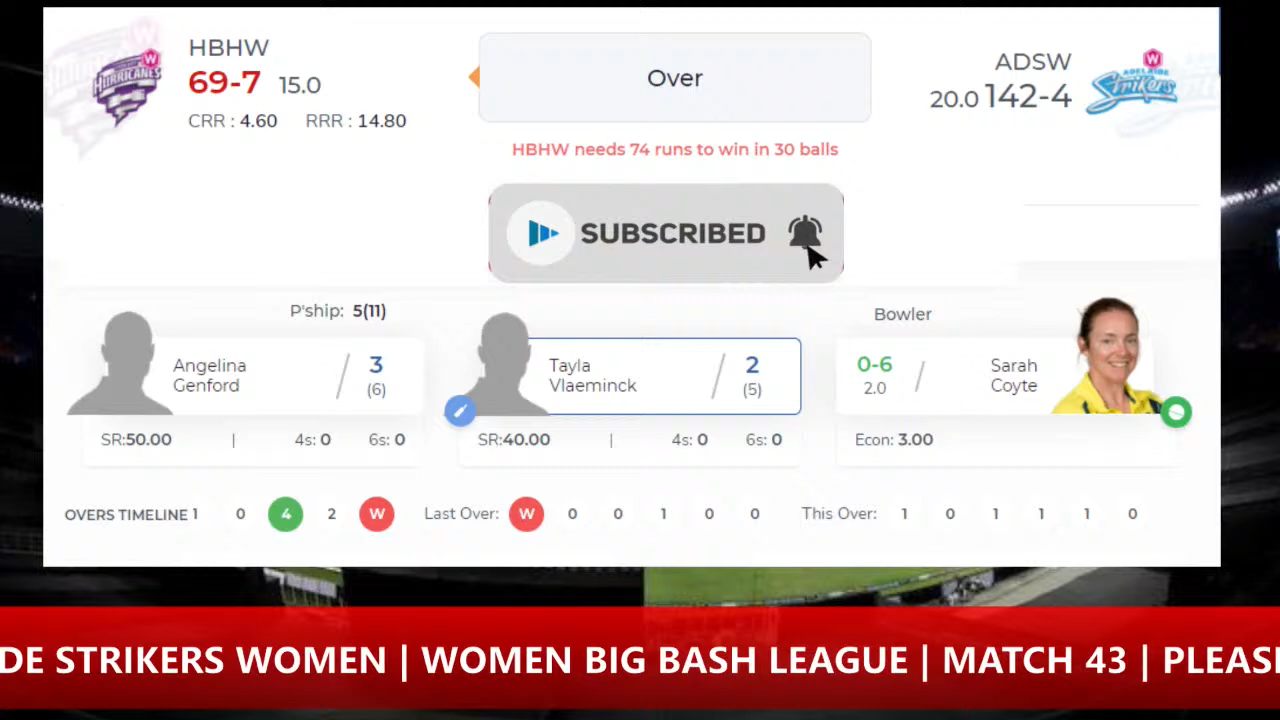 HBHW
69-7 15.0
CRR : 4.60 RRR : 14.80
HURRICANES
W
Over
HBHW needs 74 runs to win in 30 balls
ADSW
20.0 142-4
W
ADELAIDE
Strikers
SUBSCRIBED
P'ship: 5(11)
Angelina
Genford
3
(6)
SR:50.00 | 4s: 0 6s: 0
Tayla
Vlaeminck
2
(5)
SR:40.00 | 4s: 0 6s: 0
Bowler
0-6
2.0
Sarah
Coyte
Econ: 3.00
OVERS TIMELINE 1 0 4 2 W Last Over: W 0 0 1 0 0 This Over: 1 0 1 1 1 0
DE STRIKERS WOMEN | WOMEN BIG BASH LEAGUE | MATCH 43 | PLEAS